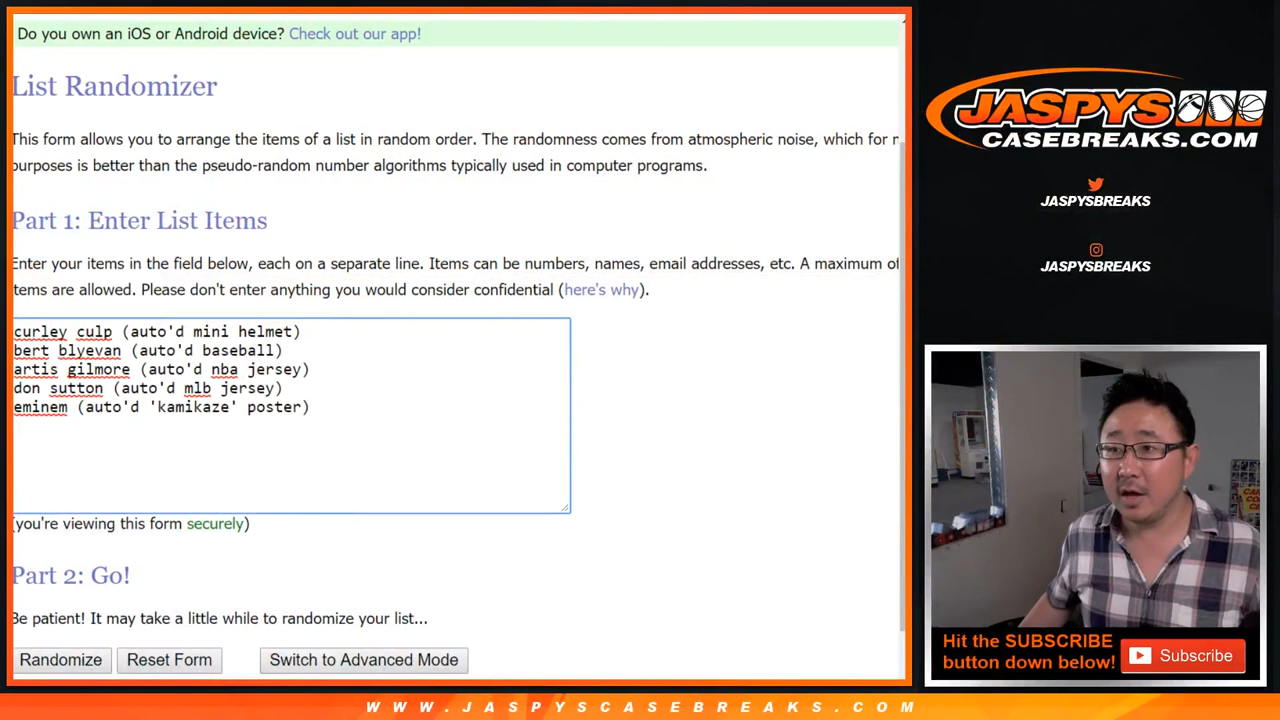 Do you own an iOS or Android device? Check out our app!
List Randomizer
This form allows you to arrange the items of a list in random order. The randomness comes from atmospheric noise, which for
purposes is better than the pseudo-random number algorithms typically used in computer programs.
Part 1: Enter List Items
Enter your items in the field below, each on a separate line. Items can be numbers, names, email addresses, etc. A maximum of
items are allowed. Please don't enter anything you would consider confidential (here's why).
curley culp (auto'd mini helmet)
bert blyevan (auto'd baseball)
artis gilmore (auto'd nba jersey)
don sutton (auto'd mlb jersey)
eminem (auto'd 'kamikaze' poster)
(you're viewing this form securely)
Part 2: Go!
Be patient! It may take a little while to randomize your list...
Randomize Reset Form Switch to Advanced Mode
JASPYS
CASEBREAKS.COM
JASPYSBREAKS
JASPYSBREAKS
Hit the SUBSCRIBE
button down below!
Subscribe
WWW.JASPYSCASEBREAKS.COM